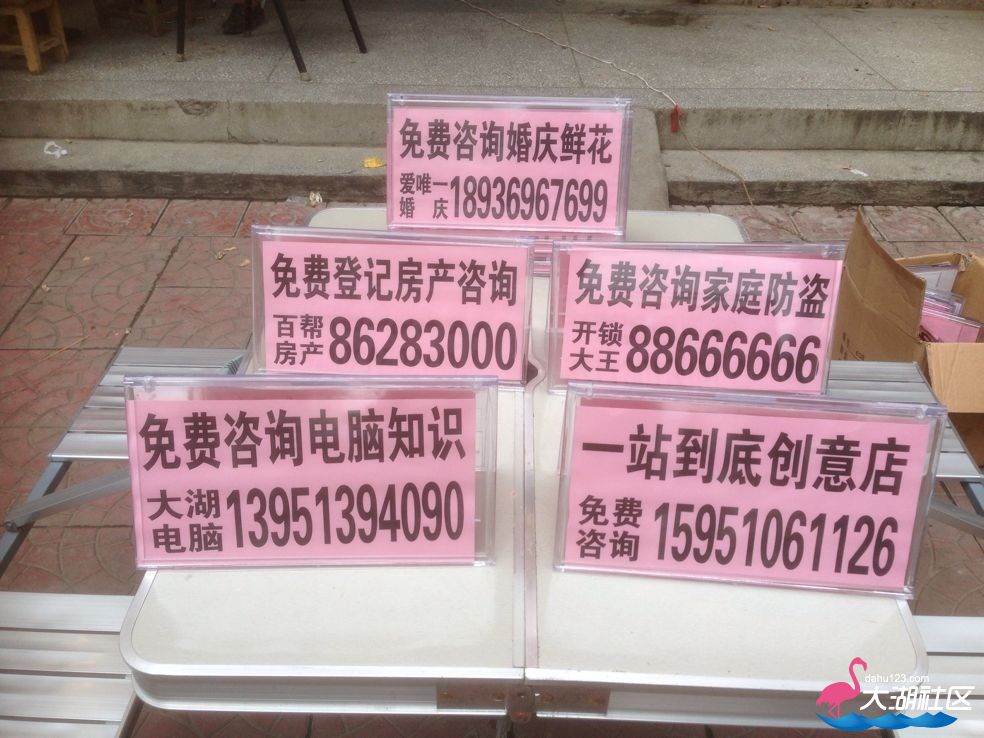 免费咨询婚庆鲜花
爱唯一
婚庆
18936967699
免费登记房产咨询
百帮
房产
86283000
免费咨询家庭防盗
开锁
大王
88666666
免费咨询电脑知识
大湖
电脑
13951394090
一站到底创意店
免费
咨询
15951061126
dahu123.com
大湖社区